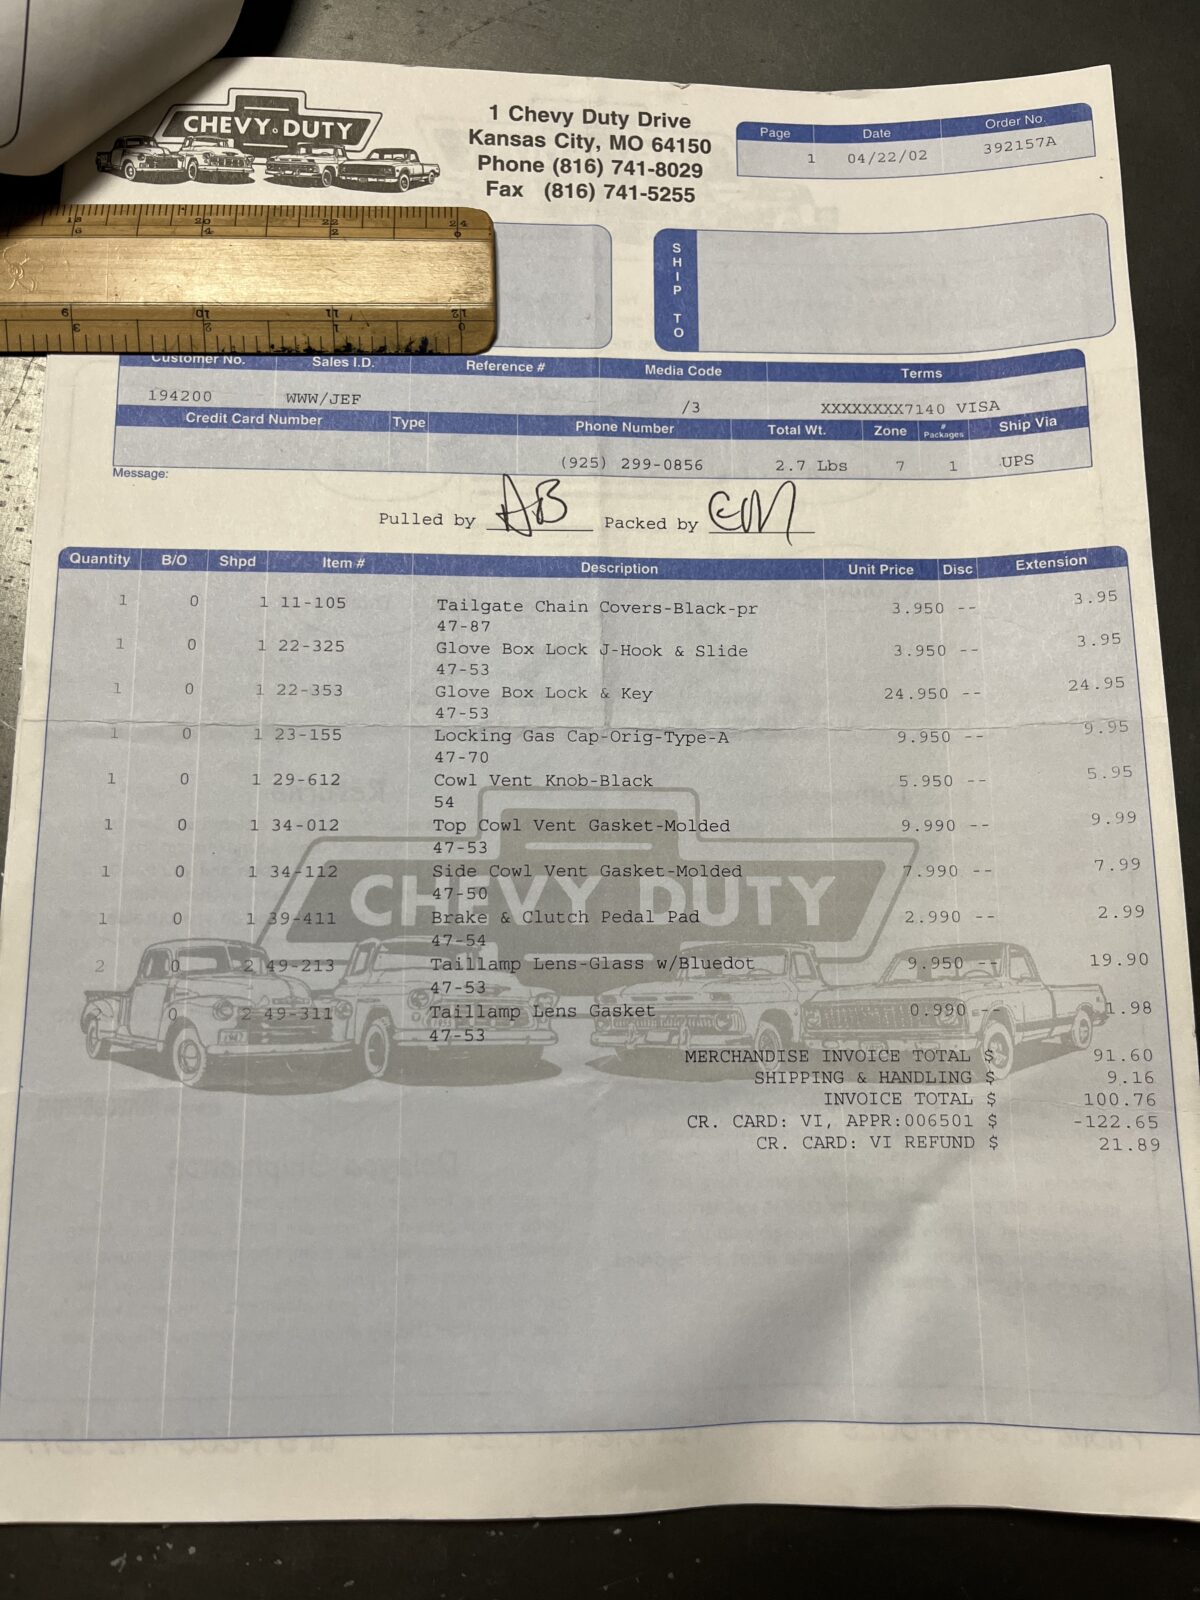 CHEVY DUTY
1 Chevy Duty Drive
Kansas City, MO 64150
Phone (816) 741-8029
Fax (816) 741-5255
Page Date Order No.
1 04/22/02 392157A
SHIP TO
Customer No. Sales I.D. Reference # Media Code Terms
194200 WWW/JEF /3 XXXXXXXX7140 VISA
Credit Card Number Type Phone Number Total Wt. Zone # Packages Ship Via
(925) 299-0856 2.7 Lbs 7 1 UPS
Message:
Pulled by AB Packed by
Quantity B/O Shpd Item # Description Unit Price Disc Extension
1 0 1 11-105 Tailgate Chain Covers-Black-pr 3.950 -- 3.95
47-87
1 0 1 22-325 Glove Box Lock J-Hook & Slide 3.950 -- 3.95
47-53
1 0 1 22-353 Glove Box Lock & Key 24.950 -- 24.95
47-53
1 0 1 23-155 Locking Gas Cap-Orig-Type-A 9.950 -- 9.95
47-70
1 0 1 29-612 Cowl Vent Knob-Black 5.950 -- 5.95
54
1 0 1 34-012 Top Cowl Vent Gasket-Molded 9.990 -- 9.99
47-53
1 0 1 34-112 Side Cowl Vent Gasket-Molded 7.990 -- 7.99
47-50
CHEVY DUTY
1 0 1 39-411 Brake & Clutch Pedal Pad 2.990 -- 2.99
47-54
2 0 2 49-213 Taillamp Lens-Glass w/Bluedot 9.950 -- 19.90
47-53
2 0 2 49-311 Taillamp Lens Gasket 0.990 -- 1.98
47-53
MERCHANDISE INVOICE TOTAL $ 91.60
SHIPPING & HANDLING $ 9.16
INVOICE TOTAL $ 100.76
CR. CARD: VI, APPR:006501 $ -122.65
CR. CARD: VI REFUND $ 21.89